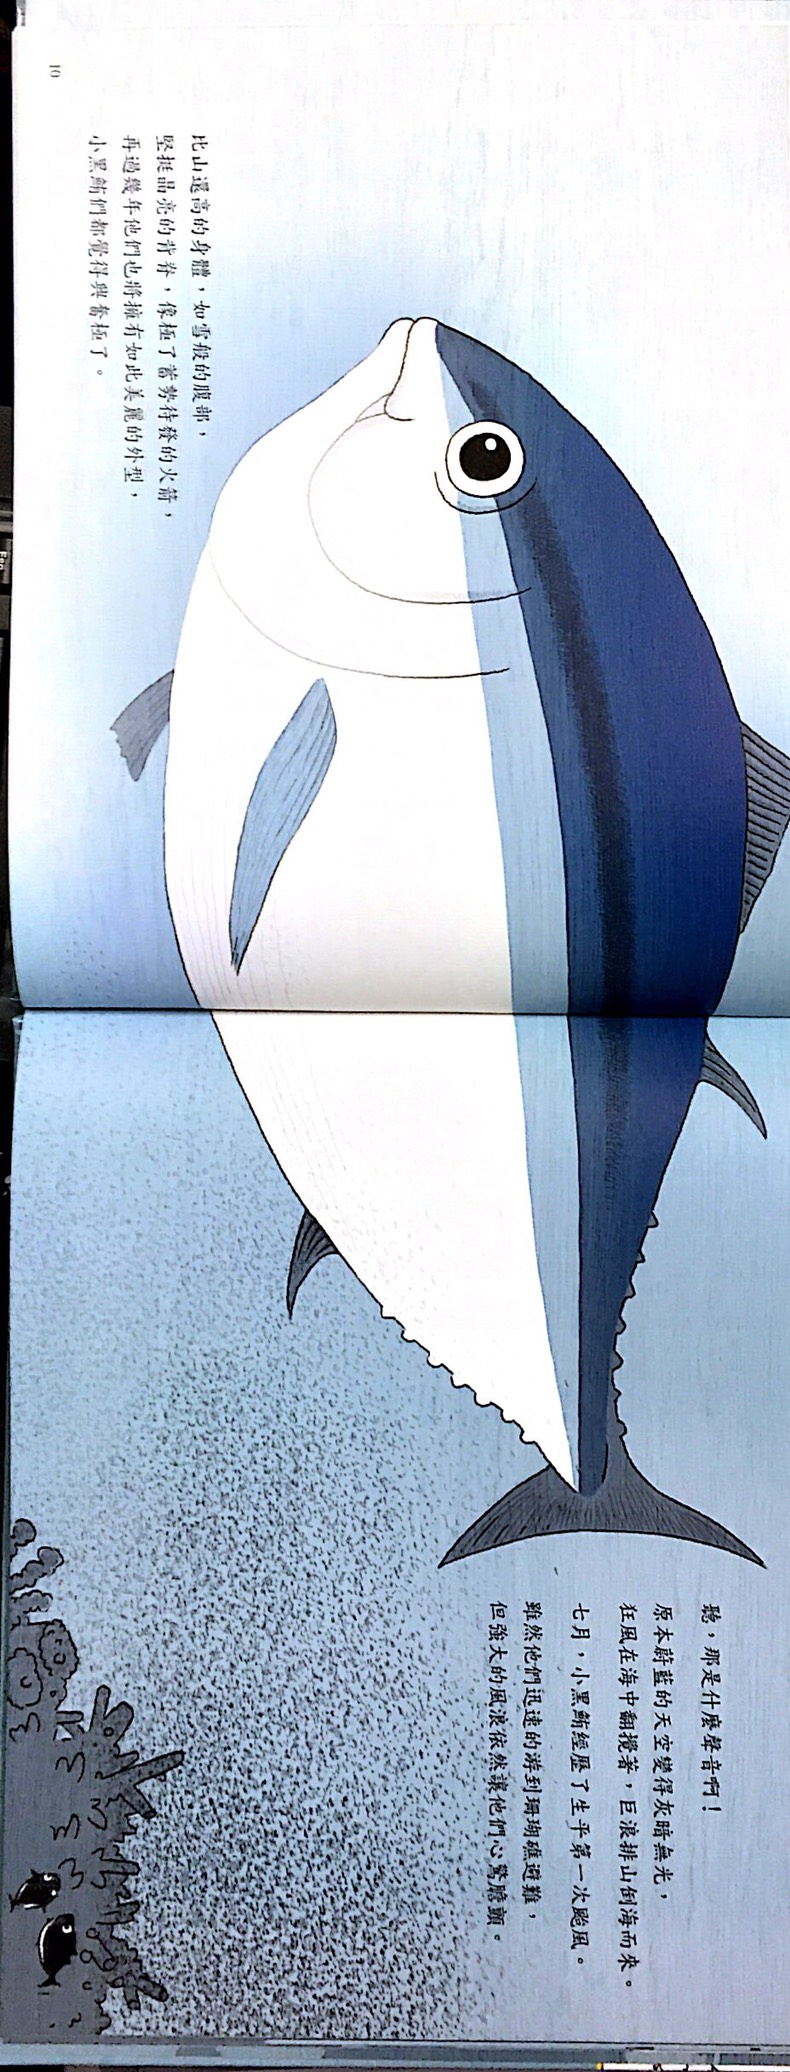 比山還高的身體，如雪般的腹部，
堅挺晶亮的背脊，像極了蓄勢待發的火箭，
再過幾年他們也將擁有如此美麗的外型，
小黑鮪們都覺得興奮極了。
10
聽，那是什麼聲音啊！
原本蔚藍的天空變得灰暗無光，
狂風在海中翻攪著，巨浪排山倒海而來。
七月，小黑鮪經歷了生平第一次颱風。
雖然他們迅速的游到珊瑚礁避難，
但強大的風浪依然讓他們心驚膽顫。